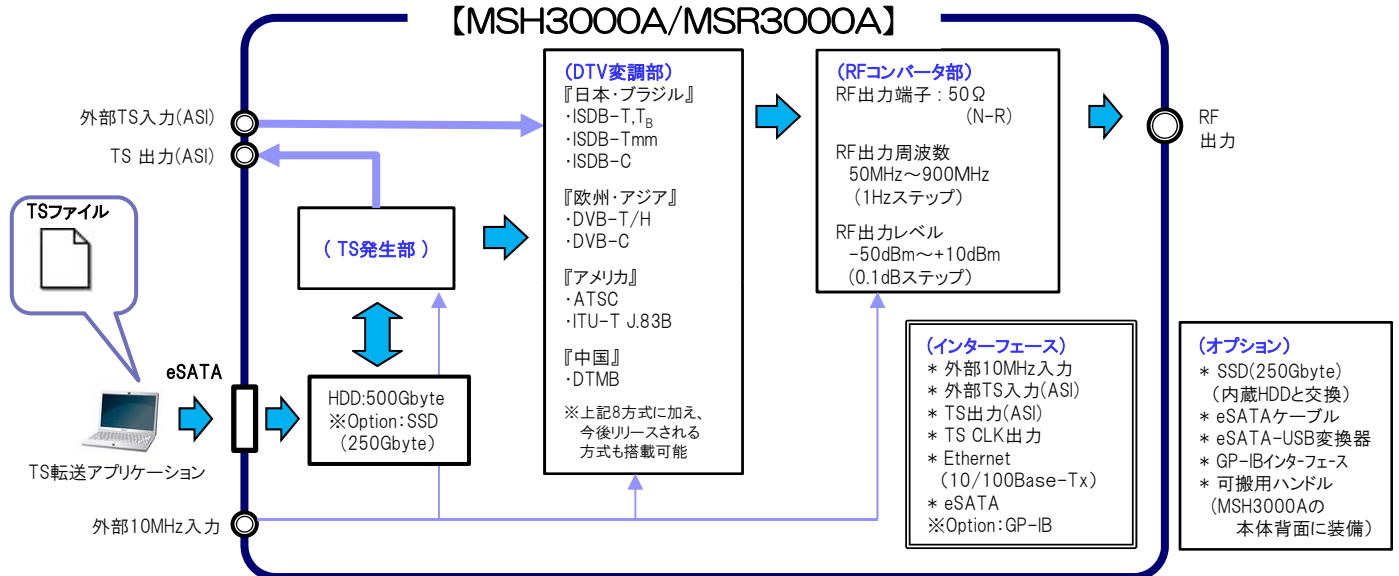 【MSH3000A/MSR3000A】
外部TS入力(ASI)
TS 出力(ASI)
TSファイル
eSATA
TS転送アプリケーション
外部10MHz入力
( TS発生部 )
HDD:500Gbyte
※Option:SSD
(250Gbyte)
(DTV変調部)
『日本・ブラジル』
・ISDB-T,TB
・ISDB-Tmm
・ISDB-C
『欧州・アジア』
・DVB-T/H
・DVB-C
『アメリカ』
・ATSC
・ITU-T J.83B
『中国』
・DTMB
※上記8方式に加え、
今後リリースされる
方式も搭載可能
(RFコンバータ部)
RF出力端子:50Ω
(N-R)
RF出力周波数
50MHz~900MHz
(1Hzステップ)
RF出力レベル
-50dBm~+10dBm
(0.1dBステップ)
RF
出力
(インターフェース)
* 外部10MHz入力
* 外部TS入力(ASI)
* TS出力(ASI)
* TS CLK出力
* Ethernet
(10/100Base-Tx)
* eSATA
※Option:GP-IB
(オプション)
* SSD(250Gbyte)
(内蔵HDDと交換)
* eSATAケーブル
* eSATA-USB変換器
* GP-IBインターフェース
* 可搬用ハンドル
(MSH3000Aの
本体背面に装備)